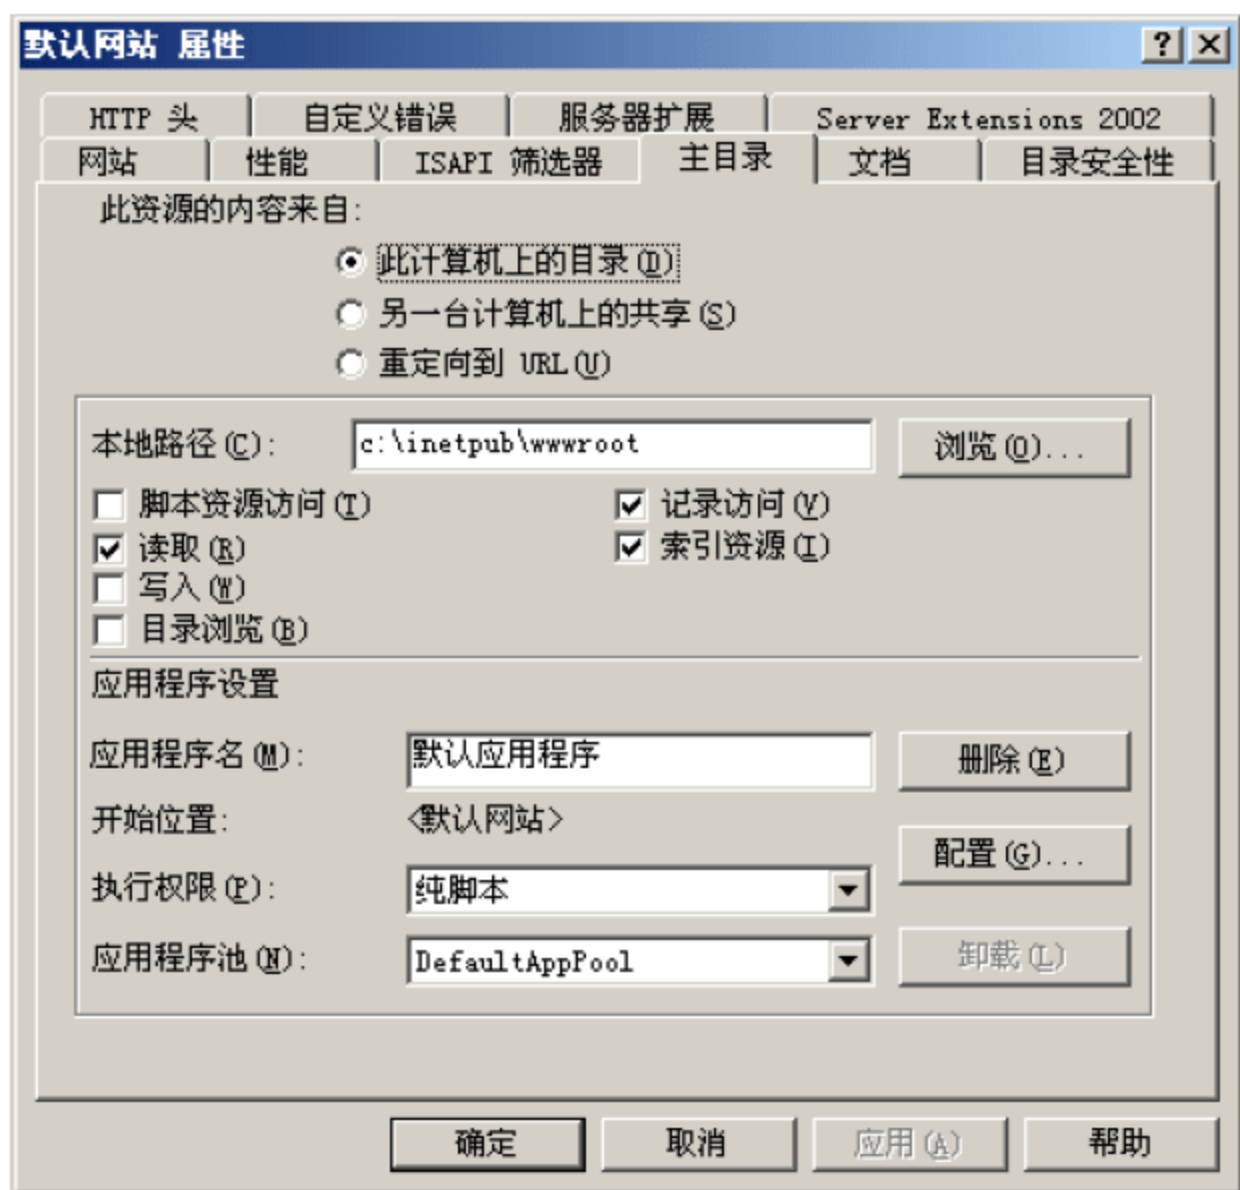 默认网站 属性
HTTP 头 自定义错误 服务器扩展 Server Extensions 2002
网站 性能 ISAPI 筛选器 主目录 文档 目录安全性
此资源的内容来自:
此计算机上的目录(D)
另一台计算机上的共享(S)
重定向到 URL(U)
本地路径(C): c:\inetpub\wwwroot 浏览(O)...
脚本资源访问(T) 记录访问(V)
读取(R) 索引资源(I)
写入(W)
目录浏览(B)
应用程序设置
应用程序名(M): 默认应用程序 删除(E)
开始位置: <默认网站>
配置(G)...
执行权限(P): 纯脚本
应用程序池(N): DefaultAppPool 卸载(L)
确定 取消 应用(A) 帮助